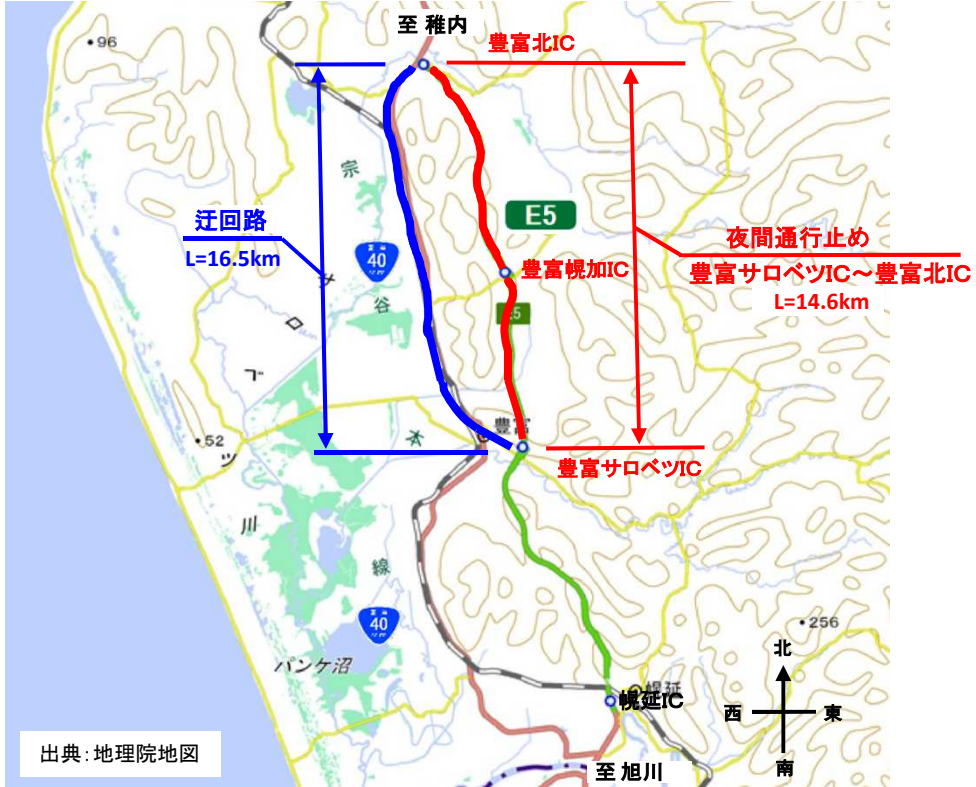 至 稚内
豊富北IC
96
宗
迂回路
L=16.5km
E5
40
夜間通行止め
豊富サロベツIC～豊富北IC
L=14.6km
豊富幌加IC
谷
ロ
ベ
豊富
本
52
ツ
豊富サロベツIC
川
線
40
256
パンケ沼
北
西
東
南
幌延
幌延IC
出典：地理院地図
至 旭川